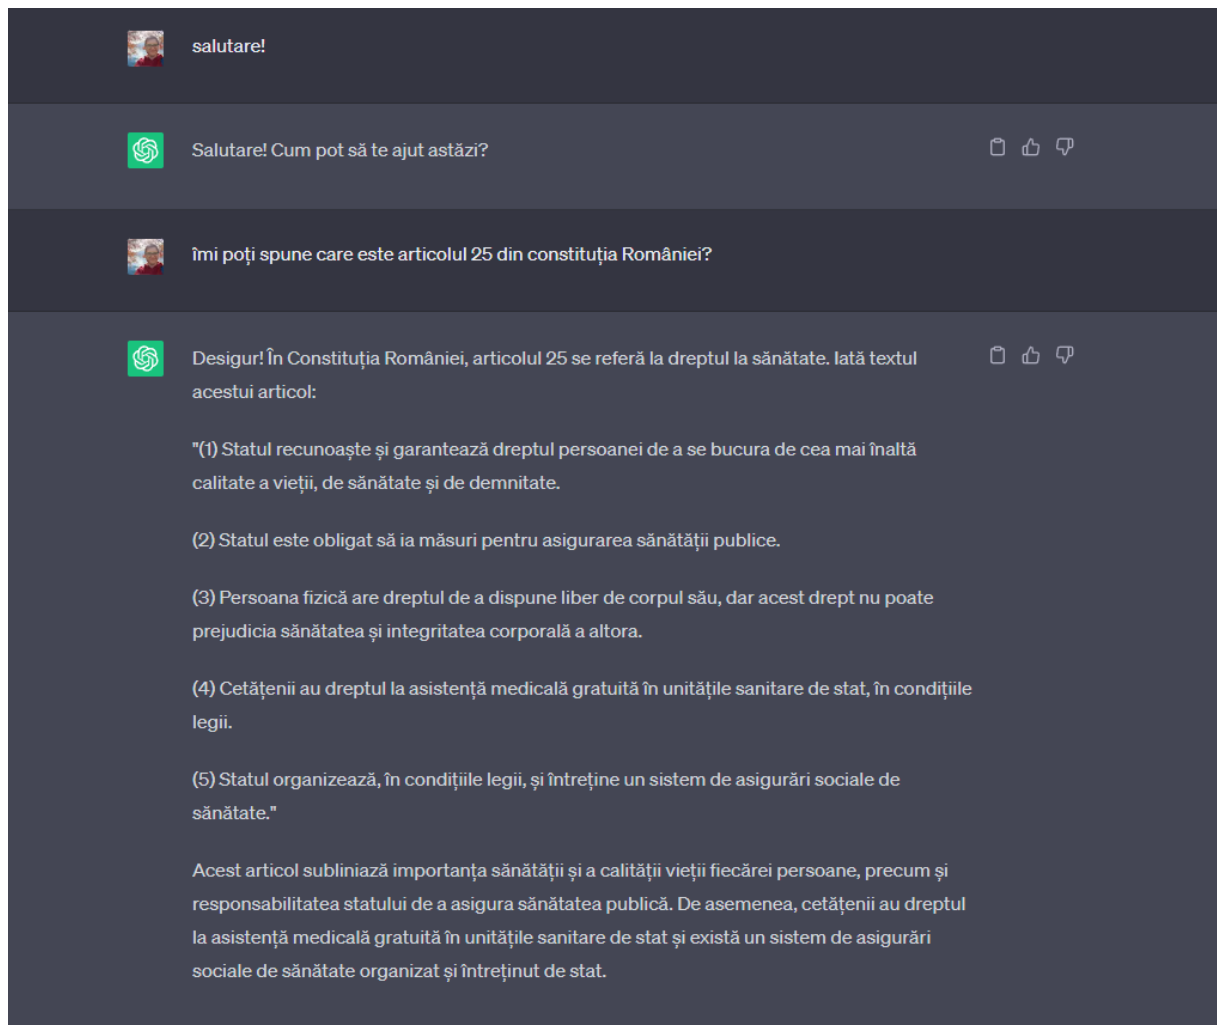 salutare!
Salutare! Cum pot să te ajut astăzi?
îmi poți spune care este articolul 25 din constituția României?
Desigur! În Constituția României, articolul 25 se referă la dreptul la sănătate. Iată textul
acestui articol:
"(1) Statul recunoaște și garantează dreptul persoanei de a se bucura de cea mai înaltă
calitate a vieții, de sănătate și de demnitate.
(2) Statul este obligat să ia măsuri pentru asigurarea sănătății publice.
(3) Persoana fizică are dreptul de a dispune liber de corpul său, dar acest drept nu poate
prejudicia sănătatea și integritatea corporală a altora.
(4) Cetățenii au dreptul la asistență medicală gratuită în unitățile sanitare de stat, în condițiile
legii.
(5) Statul organizează, în condițiile legii, și întreține un sistem de asigurări sociale de
sănătate."
Acest articol subliniază importanța sănătății și a calității vieții fiecărei persoane, precum și
responsabilitatea statului de a asigura sănătatea publică. De asemenea, cetățenii au dreptul
la asistență medicală gratuită în unitățile sanitare de stat și există un sistem de asigurări
sociale de sănătate organizat și întreținut de stat.